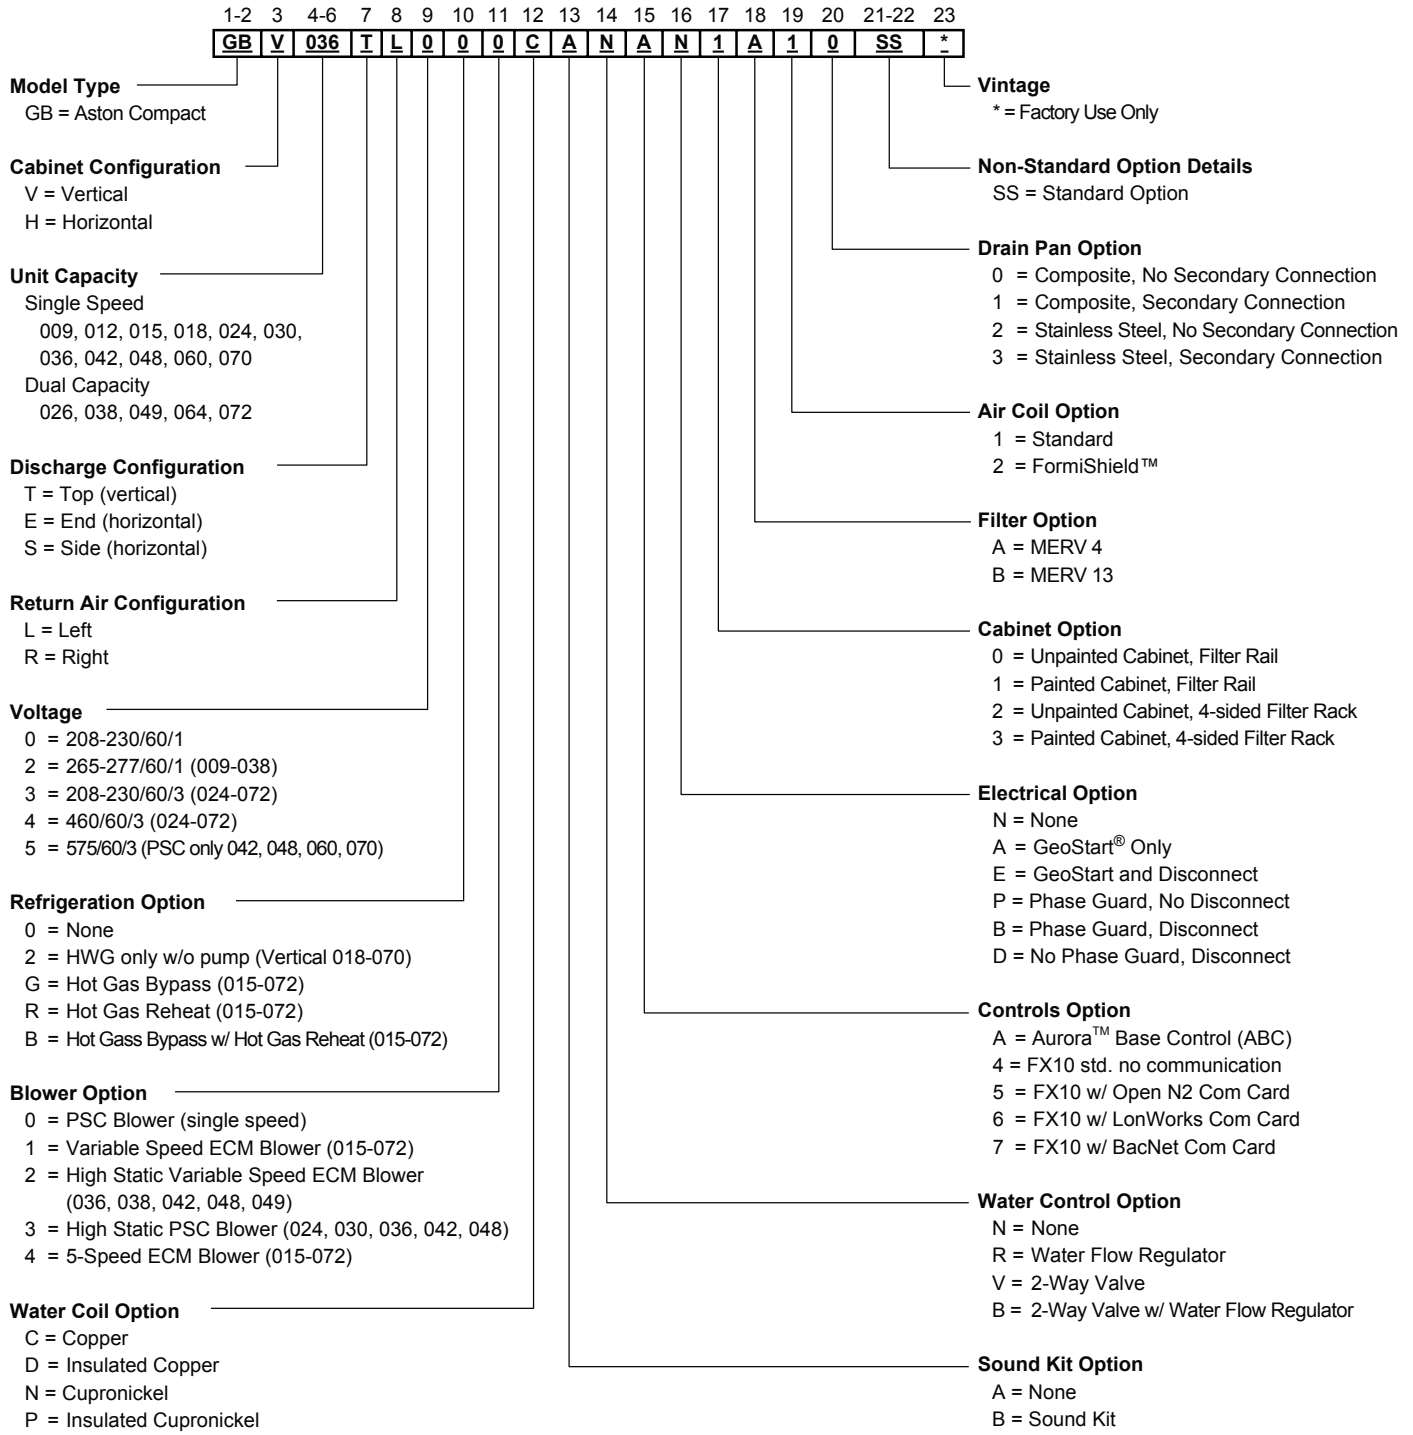 1-2 3 4-6 7 8 9 10 11 12 13 14 15 16 17 18 19 20 21-22 23
GB V 036 T L 0 0 0 C A N A N 1 A 1 0 SS *
Model Type
GB = Aston Compact
Cabinet Configuration
V = Vertical
H = Horizontal
Unit Capacity
Single Speed
009, 012, 015, 018, 024, 030,
036, 042, 048, 060, 070
Dual Capacity
026, 038, 049, 064, 072
Discharge Configuration
T = Top (vertical)
E = End (horizontal)
S = Side (horizontal)
Return Air Configuration
L = Left
R = Right
Voltage
0 = 208-230/60/1
2 = 265-277/60/1 (009-038)
3 = 208-230/60/3 (024-072)
4 = 460/60/3 (024-072)
5 = 575/60/3 (PSC only 042, 048, 060, 070)
Refrigeration Option
0 = None
2 = HWG only w/o pump (Vertical 018-070)
G = Hot Gas Bypass (015-072)
R = Hot Gas Reheat (015-072)
B = Hot Gass Bypass w/ Hot Gas Reheat (015-072)
Blower Option
0 = PSC Blower (single speed)
1 = Variable Speed ECM Blower (015-072)
2 = High Static Variable Speed ECM Blower
(036, 038, 042, 048, 049)
3 = High Static PSC Blower (024, 030, 036, 042, 048)
4 = 5-Speed ECM Blower (015-072)
Water Coil Option
C = Copper
D = Insulated Copper
N = Cupronickel
P = Insulated Cupronickel
Vintage
* = Factory Use Only
Non-Standard Option Details
SS = Standard Option
Drain Pan Option
0 = Composite, No Secondary Connection
1 = Composite, Secondary Connection
2 = Stainless Steel, No Secondary Connection
3 = Stainless Steel, Secondary Connection
Air Coil Option
1 = Standard
2 = FormiShield™
Filter Option
A = MERV 4
B = MERV 13
Cabinet Option
0 = Unpainted Cabinet, Filter Rail
1 = Painted Cabinet, Filter Rail
2 = Unpainted Cabinet, 4-sided Filter Rack
3 = Painted Cabinet, 4-sided Filter Rack
Electrical Option
N = None
A = GeoStart® Only
E = GeoStart and Disconnect
P = Phase Guard, No Disconnect
B = Phase Guard, Disconnect
D = No Phase Guard, Disconnect
Controls Option
A = Aurora™ Base Control (ABC)
4 = FX10 std. no communication
5 = FX10 w/ Open N2 Com Card
6 = FX10 w/ LonWorks Com Card
7 = FX10 w/ BacNet Com Card
Water Control Option
N = None
R = Water Flow Regulator
V = 2-Way Valve
B = 2-Way Valve w/ Water Flow Regulator
Sound Kit Option
A = None
B = Sound Kit